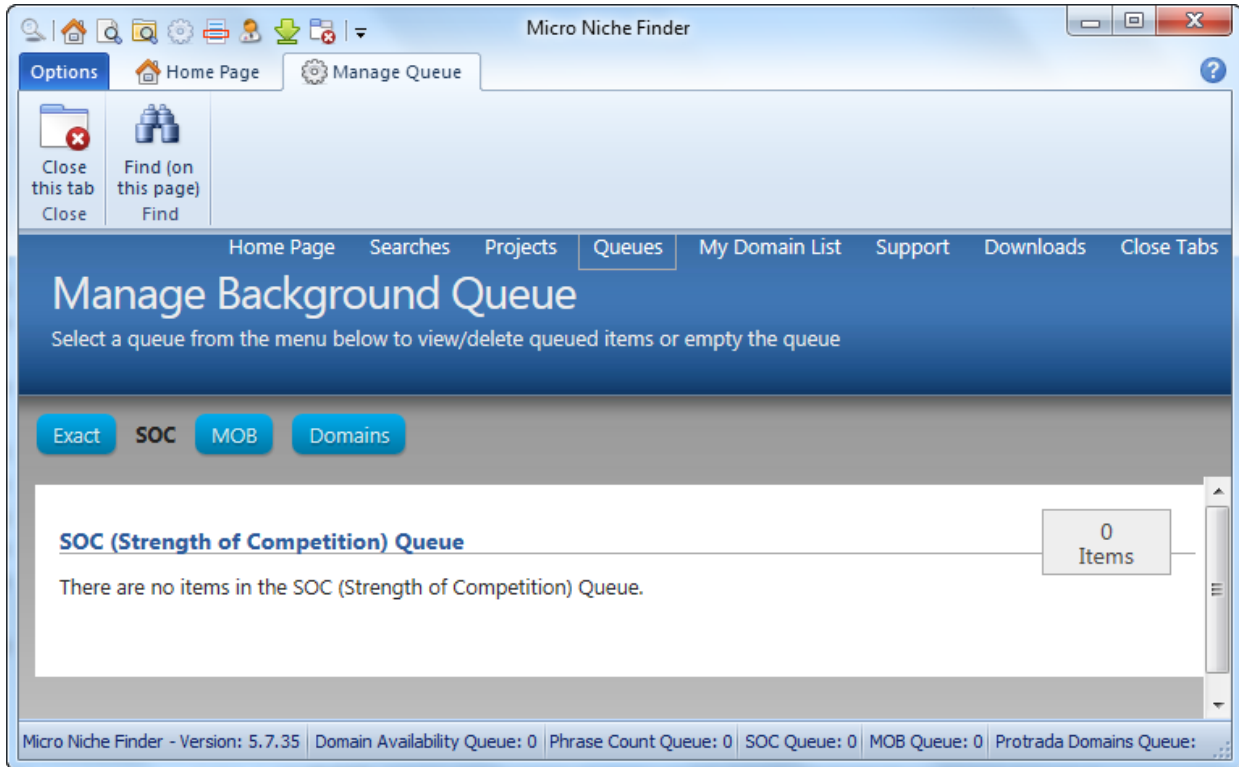 Micro Niche Finder
Options Home Page Manage Queue
Close this tab
Find (on this page)
Close Find
Home Page Searches Projects Queues My Domain List Support Downloads Close Tabs
Manage Background Queue
Select a queue from the menu below to view/delete queued items or empty the queue
Exact SOC MOB Domains
0
Items
SOC (Strength of Competition) Queue
There are no items in the SOC (Strength of Competition) Queue.
Micro Niche Finder - Version: 5.7.35 Domain Availability Queue: 0 Phrase Count Queue: 0 SOC Queue: 0 MOB Queue: 0 Protrada Domains Queue: